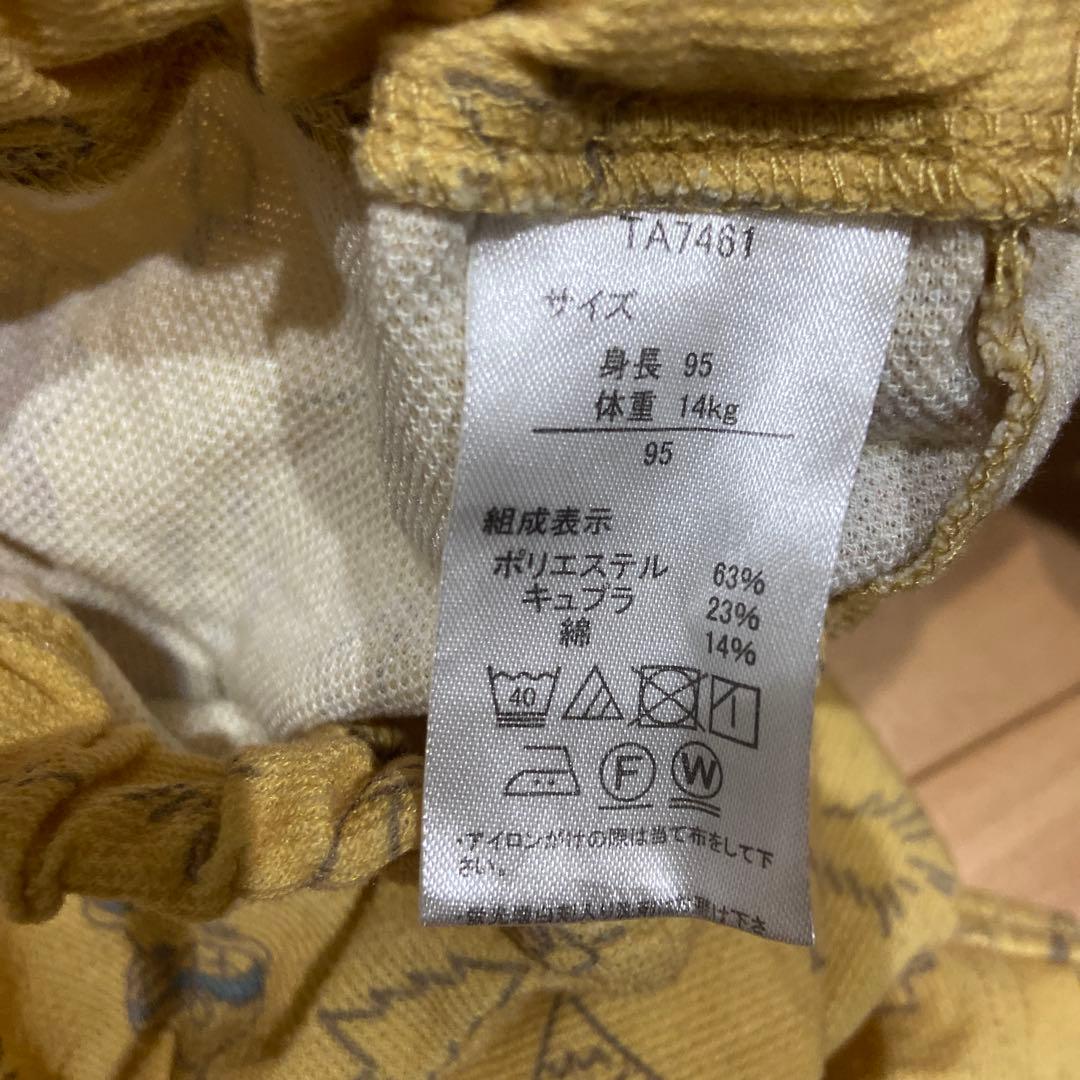 TA7461
サイズ
身長 95
体重 14kg
95
組成表示
ポリエステル 63%
キュプラ 23%
綿 14%
40
F W
・アイロンがけの際は当て布をして下
さい。